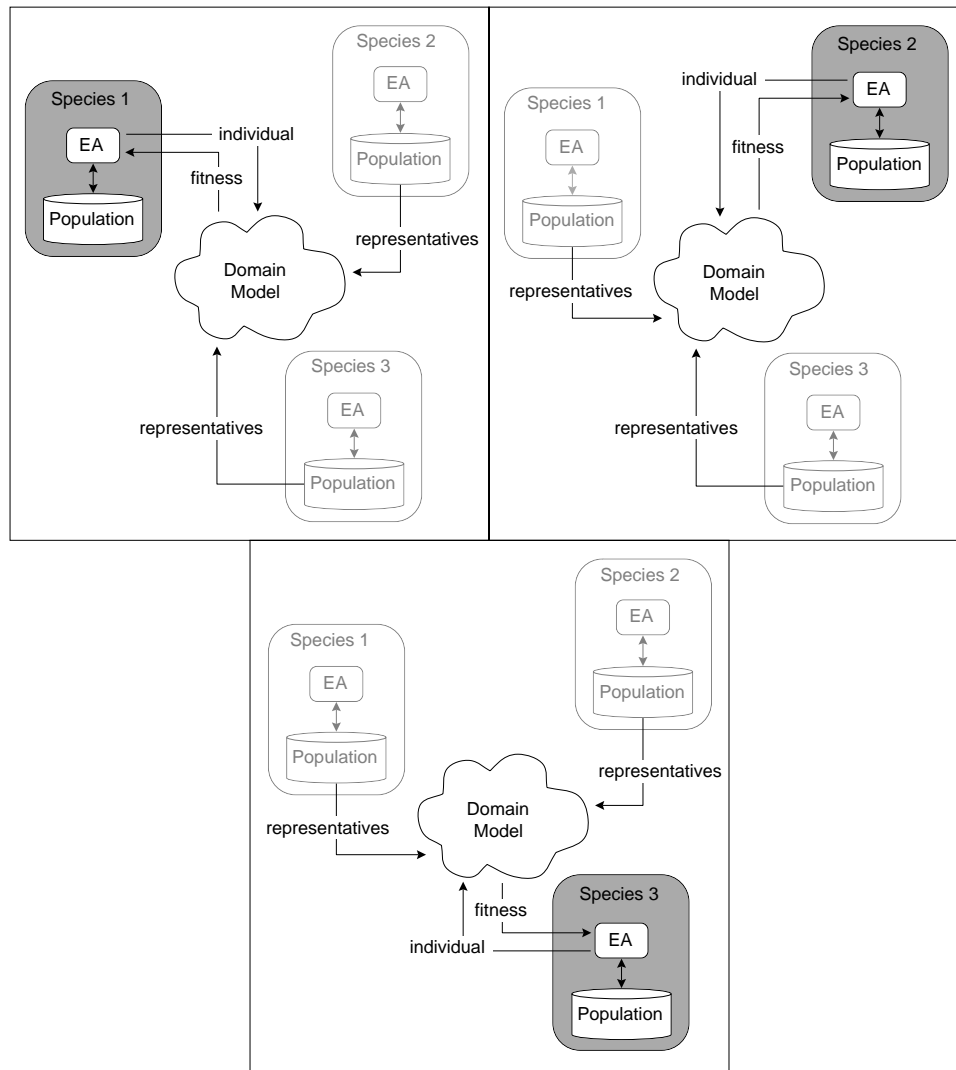 Species 2
EA
Population
Species 1
EA
Population
individual
fitness
representatives
Domain
Model
Species 3
EA
Population
representatives
Species 2
EA
Population
individual
fitness
Species 1
EA
Population
representatives
Domain
Model
Species 3
EA
Population
representatives
Species 2
EA
Population
Species 1
EA
Population
representatives
representatives
Domain
Model
Species 3
fitness
EA
individual
Population